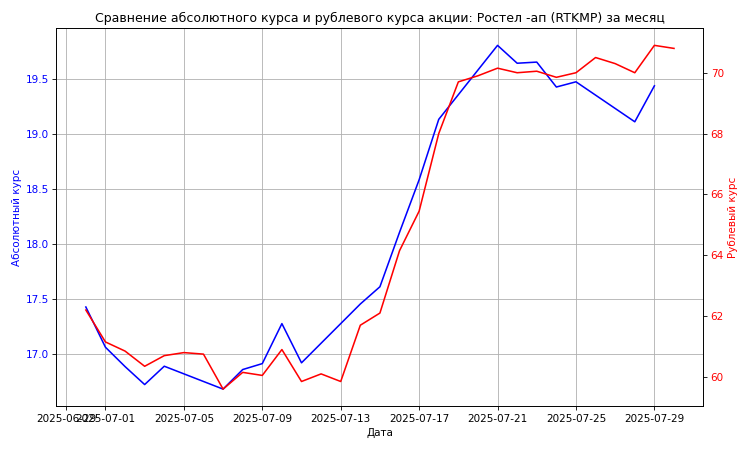 Сравнение абсолютного курса и рублевого курса акции: Ростел -ап (RTKMP) за месяц
19.5
19.0
18.5
18.0
17.5
17.0
Абсолютный курс
70
68
66
64
62
60
Рублевый курс
2025-06-29 2025-07-01 2025-07-05 2025-07-09 2025-07-13 2025-07-17 2025-07-21 2025-07-25 2025-07-29
Дата